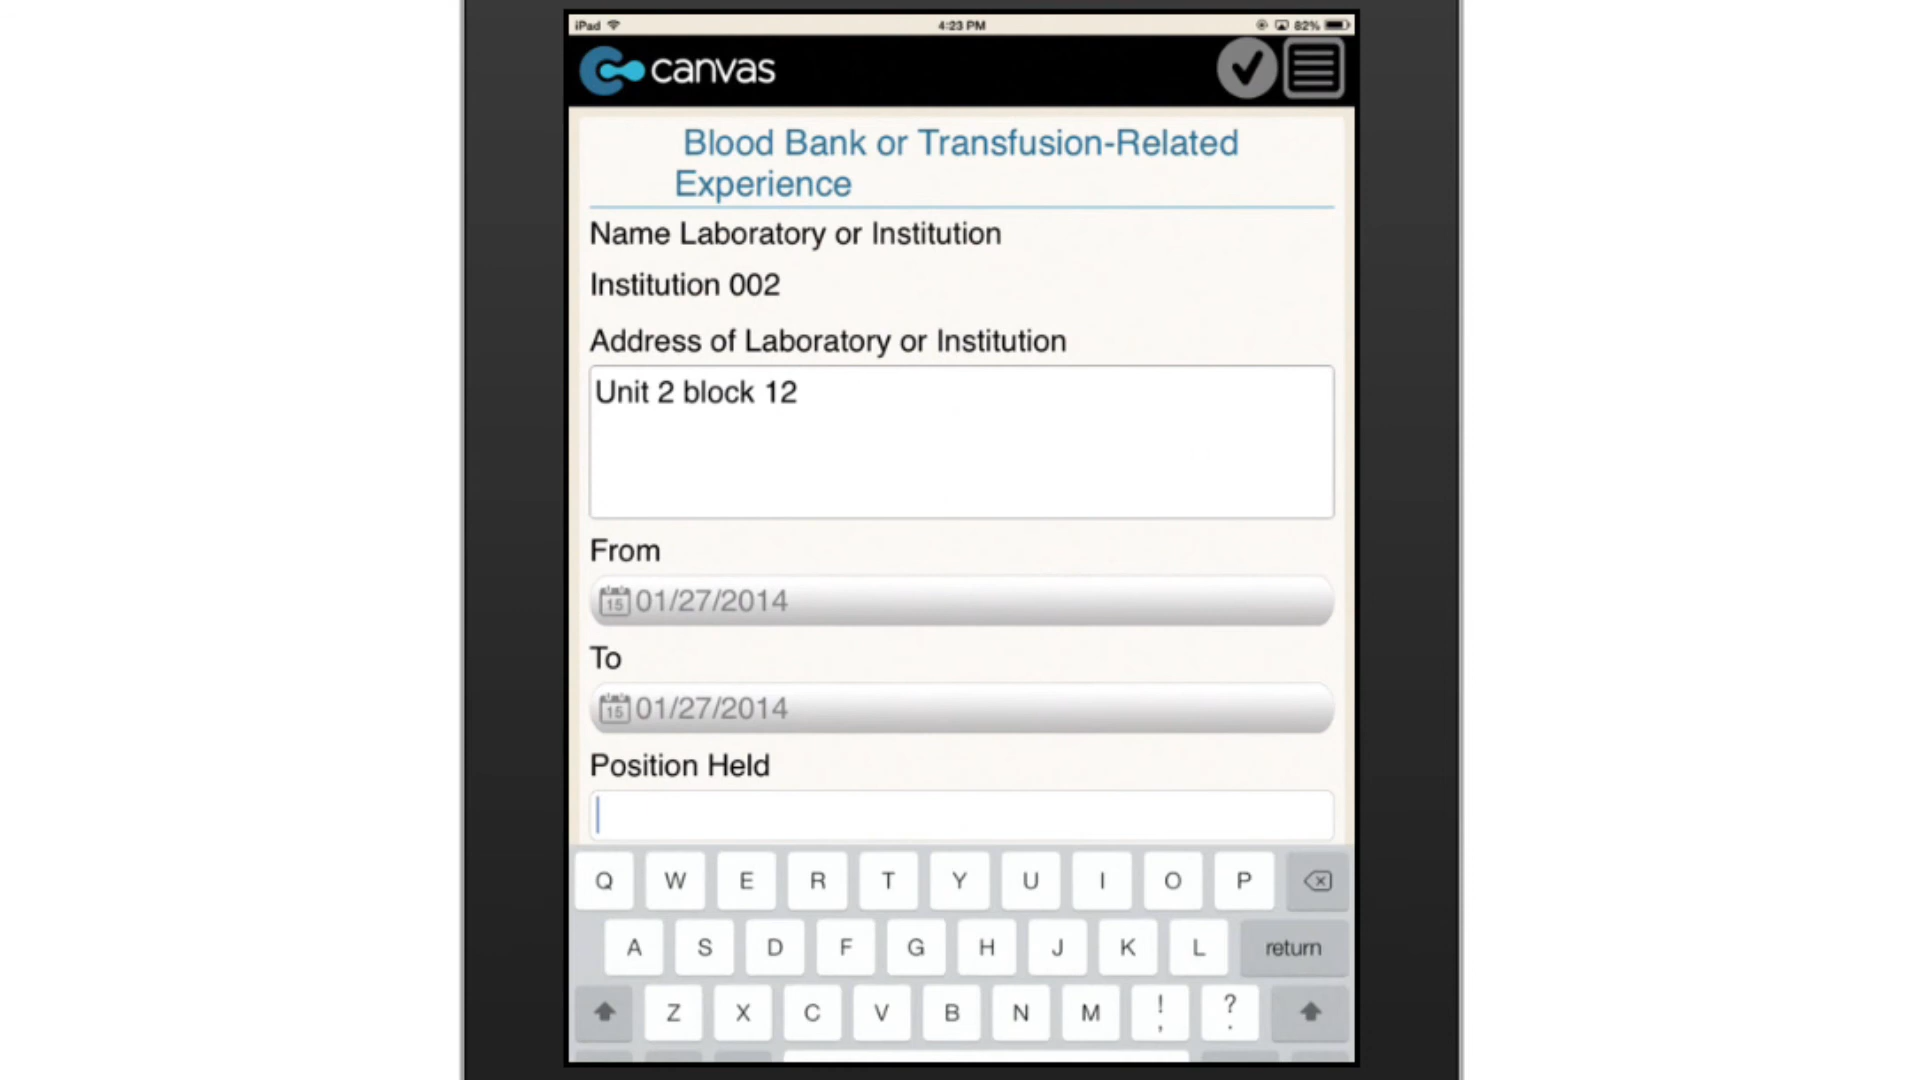 iPad 4:23 PM 82%
canvas
Blood Bank or Transfusion-Related
Experience
Name Laboratory or Institution
Institution 002
Address of Laboratory or Institution
Unit 2 block 12
From
15 01/27/2014
To
15 01/27/2014
Position Held
Q W E R T Y U I O P
A S D F G H J K L return
Z X C V B N M ! , ? .